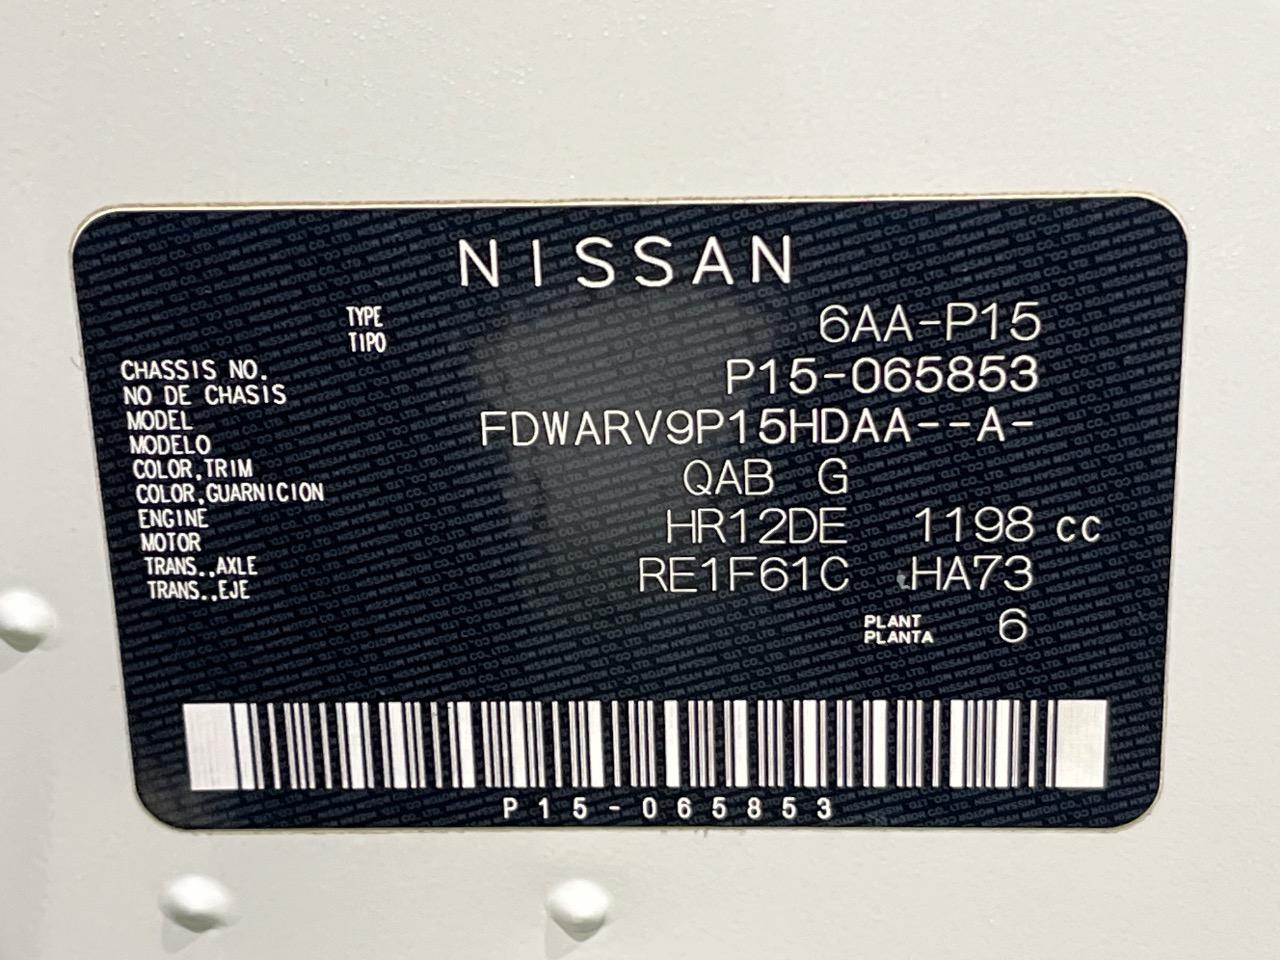 NISSAN
TYPE
TIPO
6AA-P15
CHASSIS NO.
NO DE CHASIS
P15-065853
MODEL
MODELO
FDWARV9P15HDAA--A-
COLOR,TRIM
COLOR,GUARNICION
QAB G
ENGINE
MOTOR
HR12DE 1198 cc
TRANS.,AXLE
TRANS.,EJE
RE1F61C HA73
PLANT
PLANTA
6
P15-065853